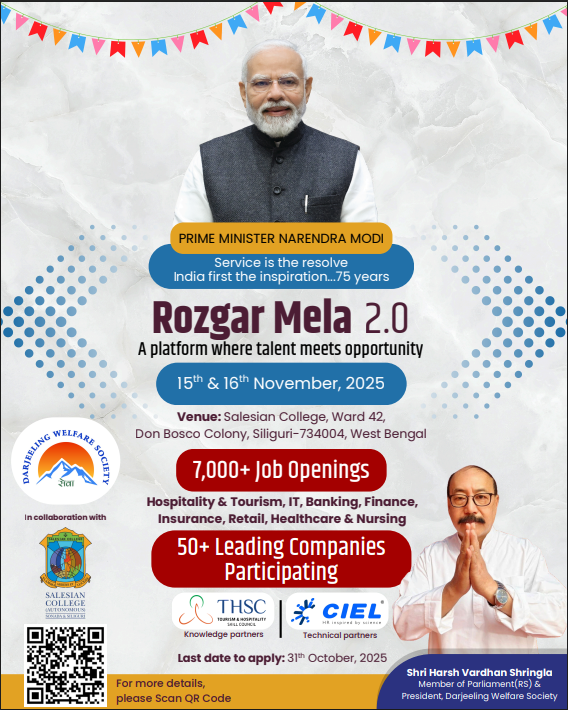 PRIME MINISTER NARENDRA MODI
Service is the resolve
India first the inspiration...75 years
Rozgar Mela 2.0
A platform where talent meets opportunity
15th & 16th November, 2025
Venue: Salesian College, Ward 42,
Don Bosco Colony, Siliguri-734004, West Bengal
DARJEELING WELFARE SOCIETY
सेवा
7,000+ Job Openings
Hospitality & Tourism, IT, Banking, Finance,
Insurance, Retail, Healthcare & Nursing
In collaboration with
50+ Leading Companies
Participating
SALESIAN
COLLEGE
(AUTONOMOUS)
SONADA & SILIGURI
THSC
TOURISM & HOSPITALITY
SKILL COUNCIL
Knowledge partners
CIEL
HR inspired by science
Technical partners
Last date to apply: 31st October, 2025
For more details,
please Scan QR Code
Shri Harsh Vardhan Shringla
Member of Parliament(RS) &
President, Darjeeling Welfare Society